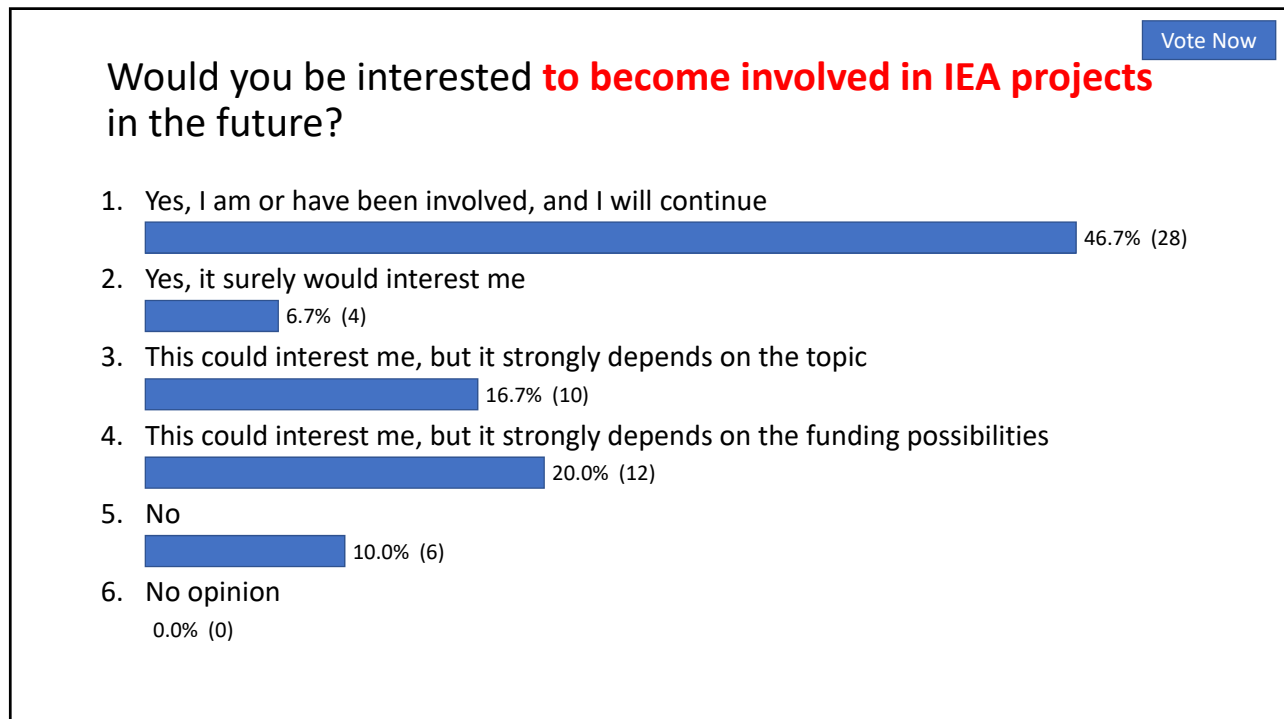 Vote Now
Would you be interested to become involved in IEA projects
in the future?
1. Yes, I am or have been involved, and I will continue
46.7% (28)
2. Yes, it surely would interest me
6.7% (4)
3. This could interest me, but it strongly depends on the topic
16.7% (10)
4. This could interest me, but it strongly depends on the funding possibilities
20.0% (12)
5. No
10.0% (6)
6. No opinion
0.0% (0)